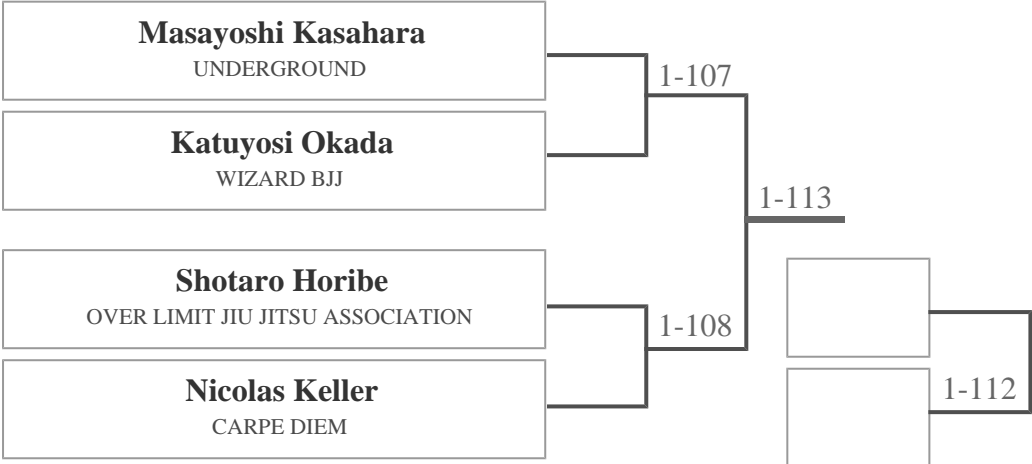 Masayoshi Kasahara
UNDERGROUND
1-107
Katuyosi Okada
WIZARD BJJ
1-113
Shotaro Horibe
OVER LIMIT JIU JITSU ASSOCIATION
1-108
Nicolas Keller
CARPE DIEM
1-112